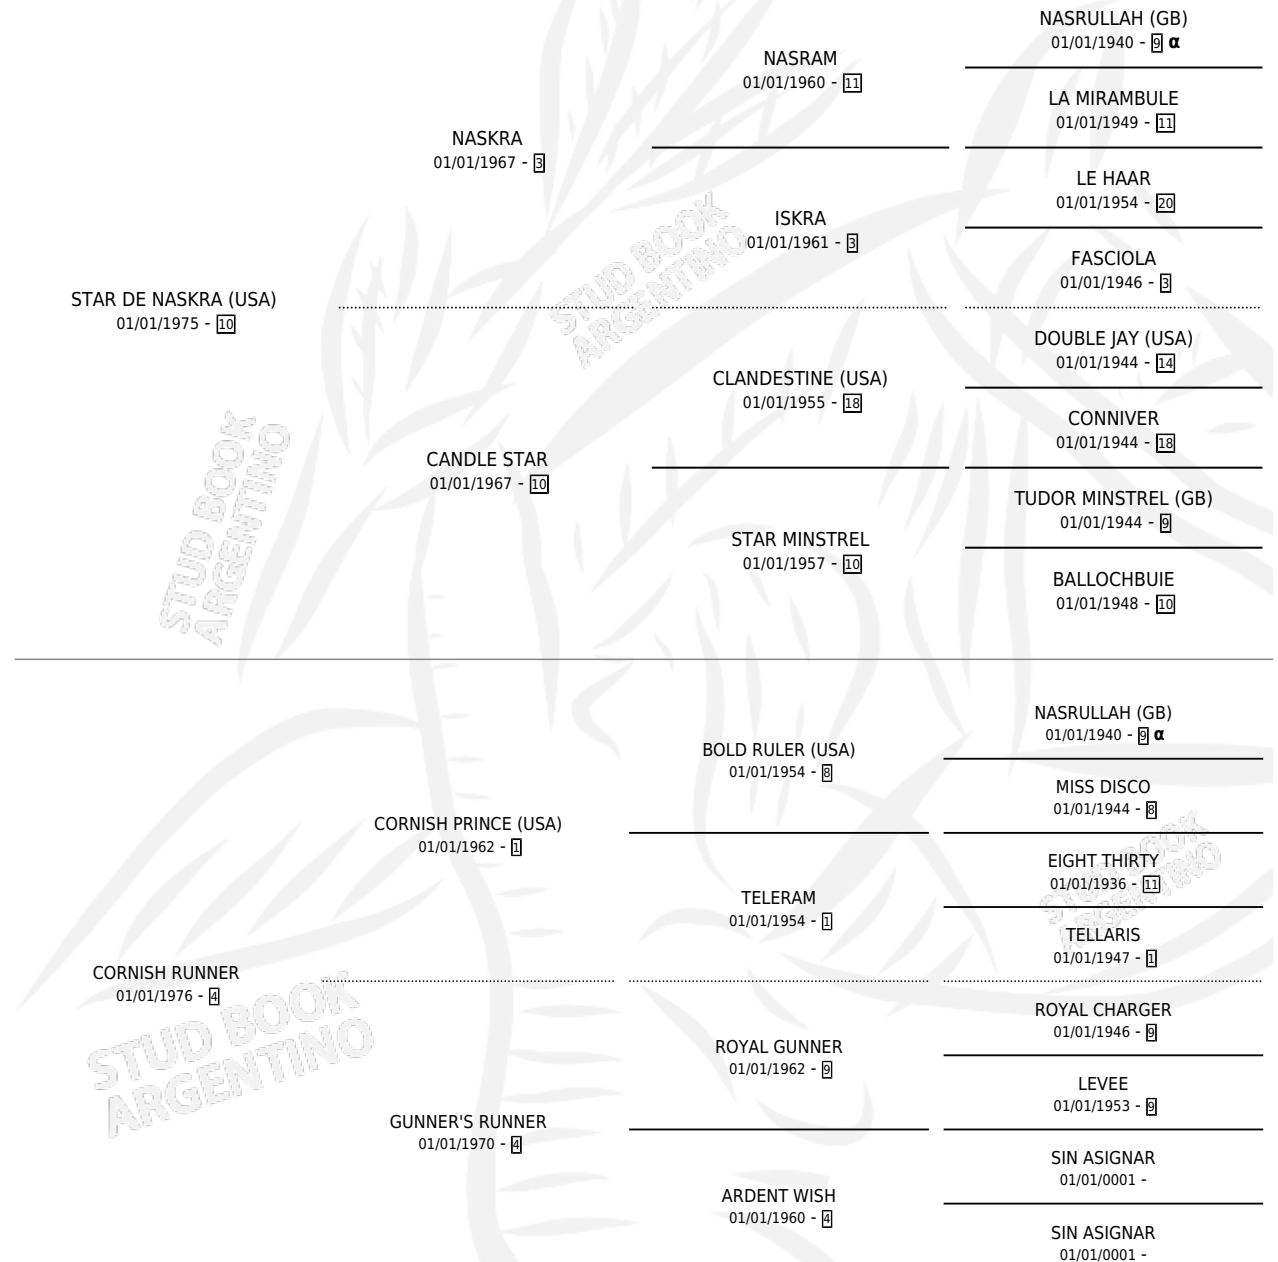 NASRULLAH (GB)
01/01/1940 - 9 α
NASRAM
01/01/1960 - 11
LA MIRAMBULE
01/01/1949 - 11
NASKRA
01/01/1967 - 3
LE HAAR
01/01/1954 - 20
ISKRA
01/01/1961 - 3
FASCIOLA
01/01/1946 - 3
STAR DE NASKRA (USA)
01/01/1975 - 10
DOUBLE JAY (USA)
01/01/1944 - 14
CLANDESTINE (USA)
01/01/1955 - 18
CONNIVER
01/01/1944 - 18
CANDLE STAR
01/01/1967 - 10
TUDOR MINSTREL (GB)
01/01/1944 - 9
STAR MINSTREL
01/01/1957 - 10
BALLOCHBUIE
01/01/1948 - 10
STUD BOOK
ARGENTINO
STUD BOOK
ARGENTINO
NASRULLAH (GB)
01/01/1940 - 9 α
BOLD RULER (USA)
01/01/1954 - 8
MISS DISCO
01/01/1944 - 8
CORNISH PRINCE (USA)
01/01/1962 - 1
EIGHT THIRTY
01/01/1936 - 11
TELERAM
01/01/1954 - 1
TELLARIS
01/01/1947 - 1
CORNISH RUNNER
01/01/1976 - 4
ROYAL CHARGER
01/01/1946 - 9
ROYAL GUNNER
01/01/1962 - 9
LEVEE
01/01/1953 - 9
GUNNER'S RUNNER
01/01/1970 - 4
SIN ASIGNAR
01/01/0001 -
ARDENT WISH
01/01/1960 - 4
SIN ASIGNAR
01/01/0001 -
STUD BOOK
ARGENTINO
STUD BOOK
ARGENTINO